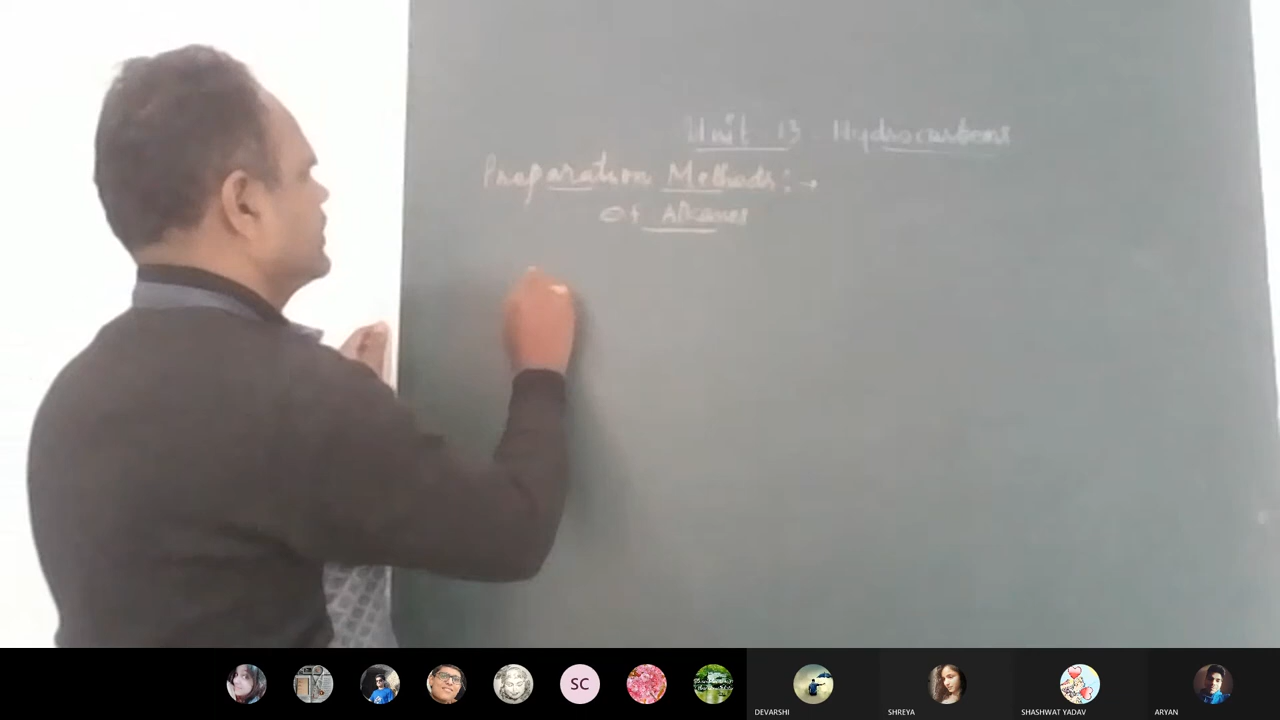 Unit 13. Hydrocarbons
Preparation Methods:→
Of Alkanes
SC
DEVARSHI
SHREYA
SHASHWAT YADAV
ARYAN